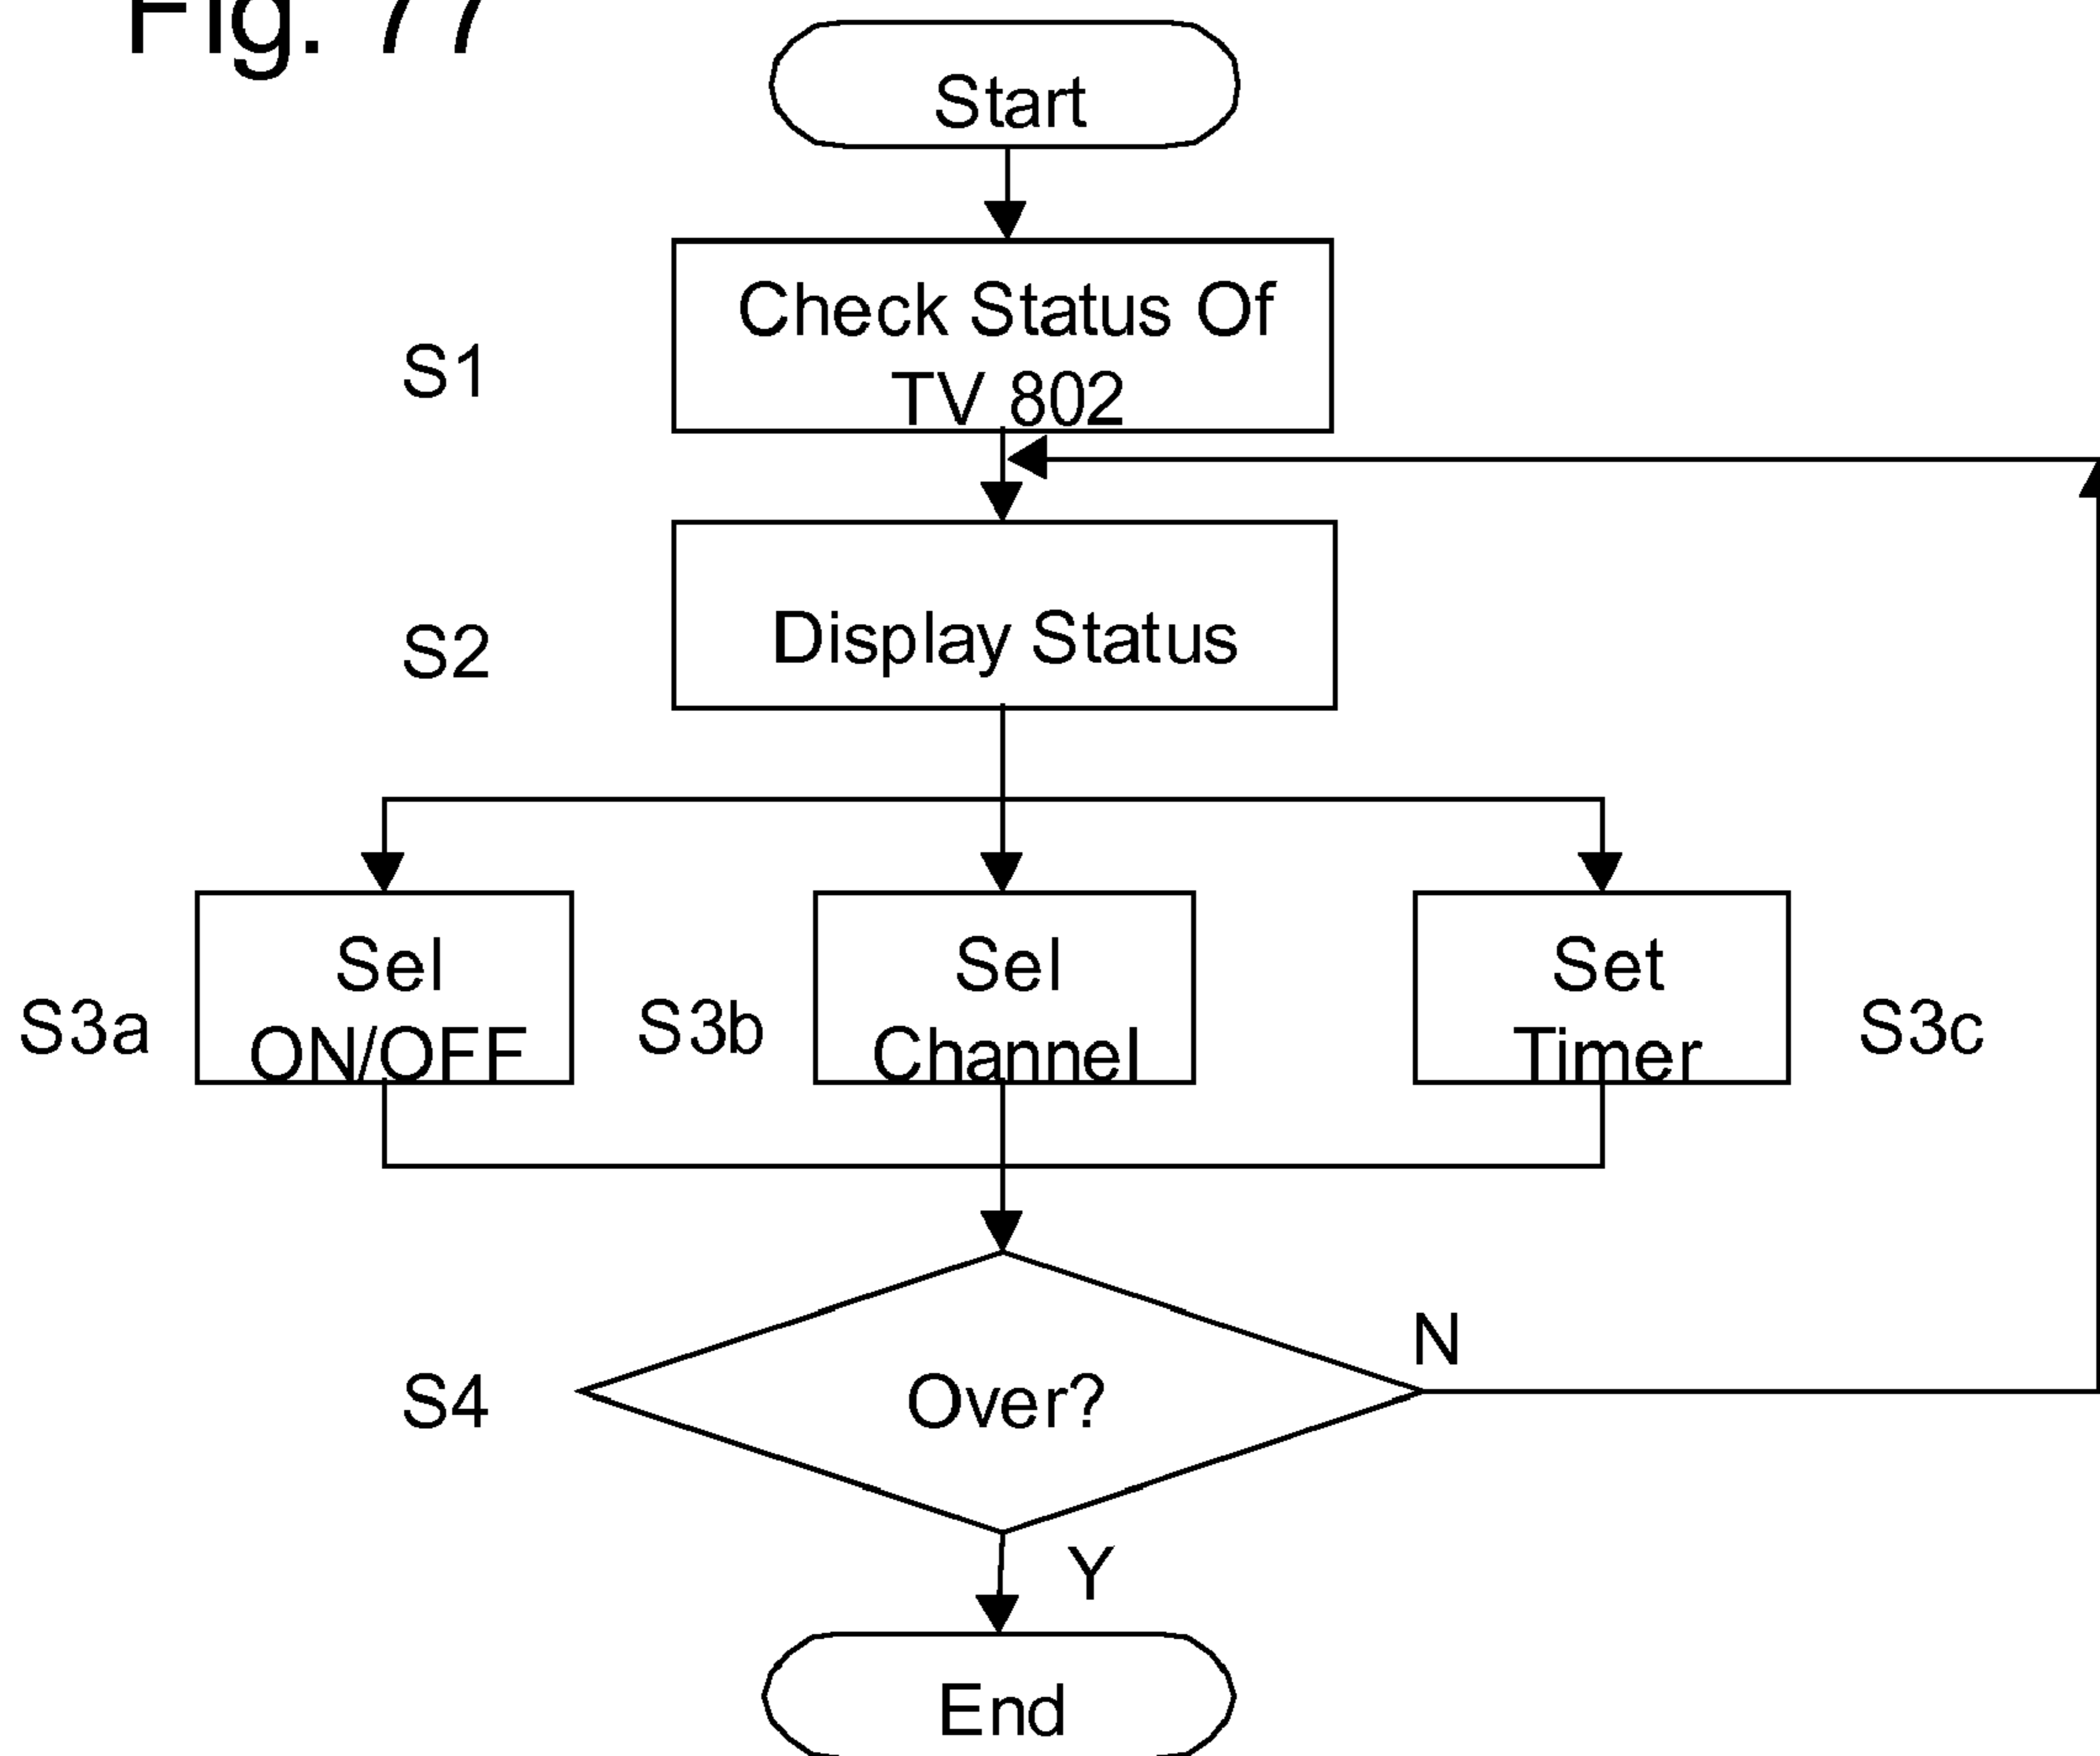 Fig. 77
Start
Check Status Of
TV 802
S1
Display Status
S2
Sel
ON/OFF
S3a
Sel
Channel
S3b
Set
Timer
S3c
Over?
S4
N
Y
End